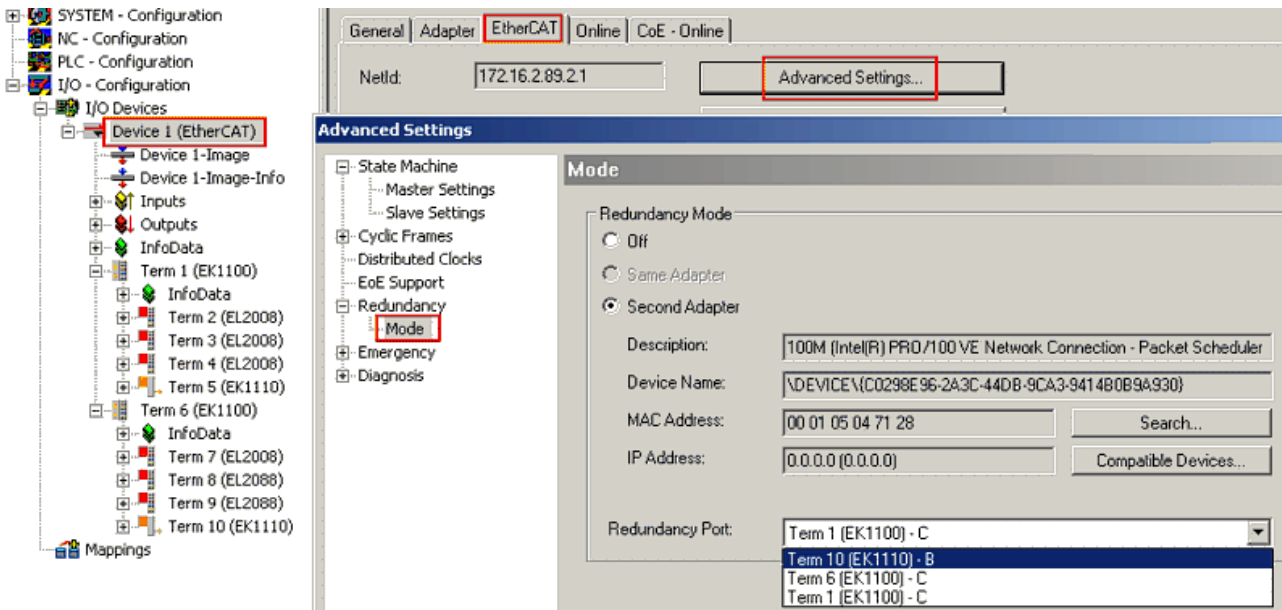 SYSTEM - Configuration
NC - Configuration
PLC - Configuration
I/O - Configuration
I/O Devices
Device 1 (EtherCAT)
Device 1-Image
Device 1-Image-Info
Inputs
Outputs
InfoData
Term 1 (EK1100)
InfoData
Term 2 (EL2008)
Term 3 (EL2008)
Term 4 (EL2008)
Term 5 (EK1110)
Term 6 (EK1100)
InfoData
Term 7 (EL2008)
Term 8 (EL2088)
Term 9 (EL2088)
Term 10 (EK1110)
Mappings
General Adapter EtherCAT Online CoE - Online
NetId: 172.16.2.89.2.1 Advanced Settings...
Advanced Settings
State Machine
Master Settings
Slave Settings
Cyclic Frames
Distributed Clocks
EoE Support
Redundancy
Mode
Emergency
Diagnosis
Mode
Redundancy Mode
Off
Same Adapter
Second Adapter
Description: 100M (Intel(R) PRO/100 VE Network Connection - Packet Scheduler
Device Name: \DEVICE\{C0298E96-2A3C-44DB-9CA3-9414B0B9A930}
MAC Address: 00 01 05 04 71 28 Search...
IP Address: 0.0.0.0 (0.0.0.0) Compatible Devices...
Redundancy Port: Term 1 (EK1100) - C
Term 10 (EK1110) - B
Term 6 (EK1100) - C
Term 1 (EK1100) - C